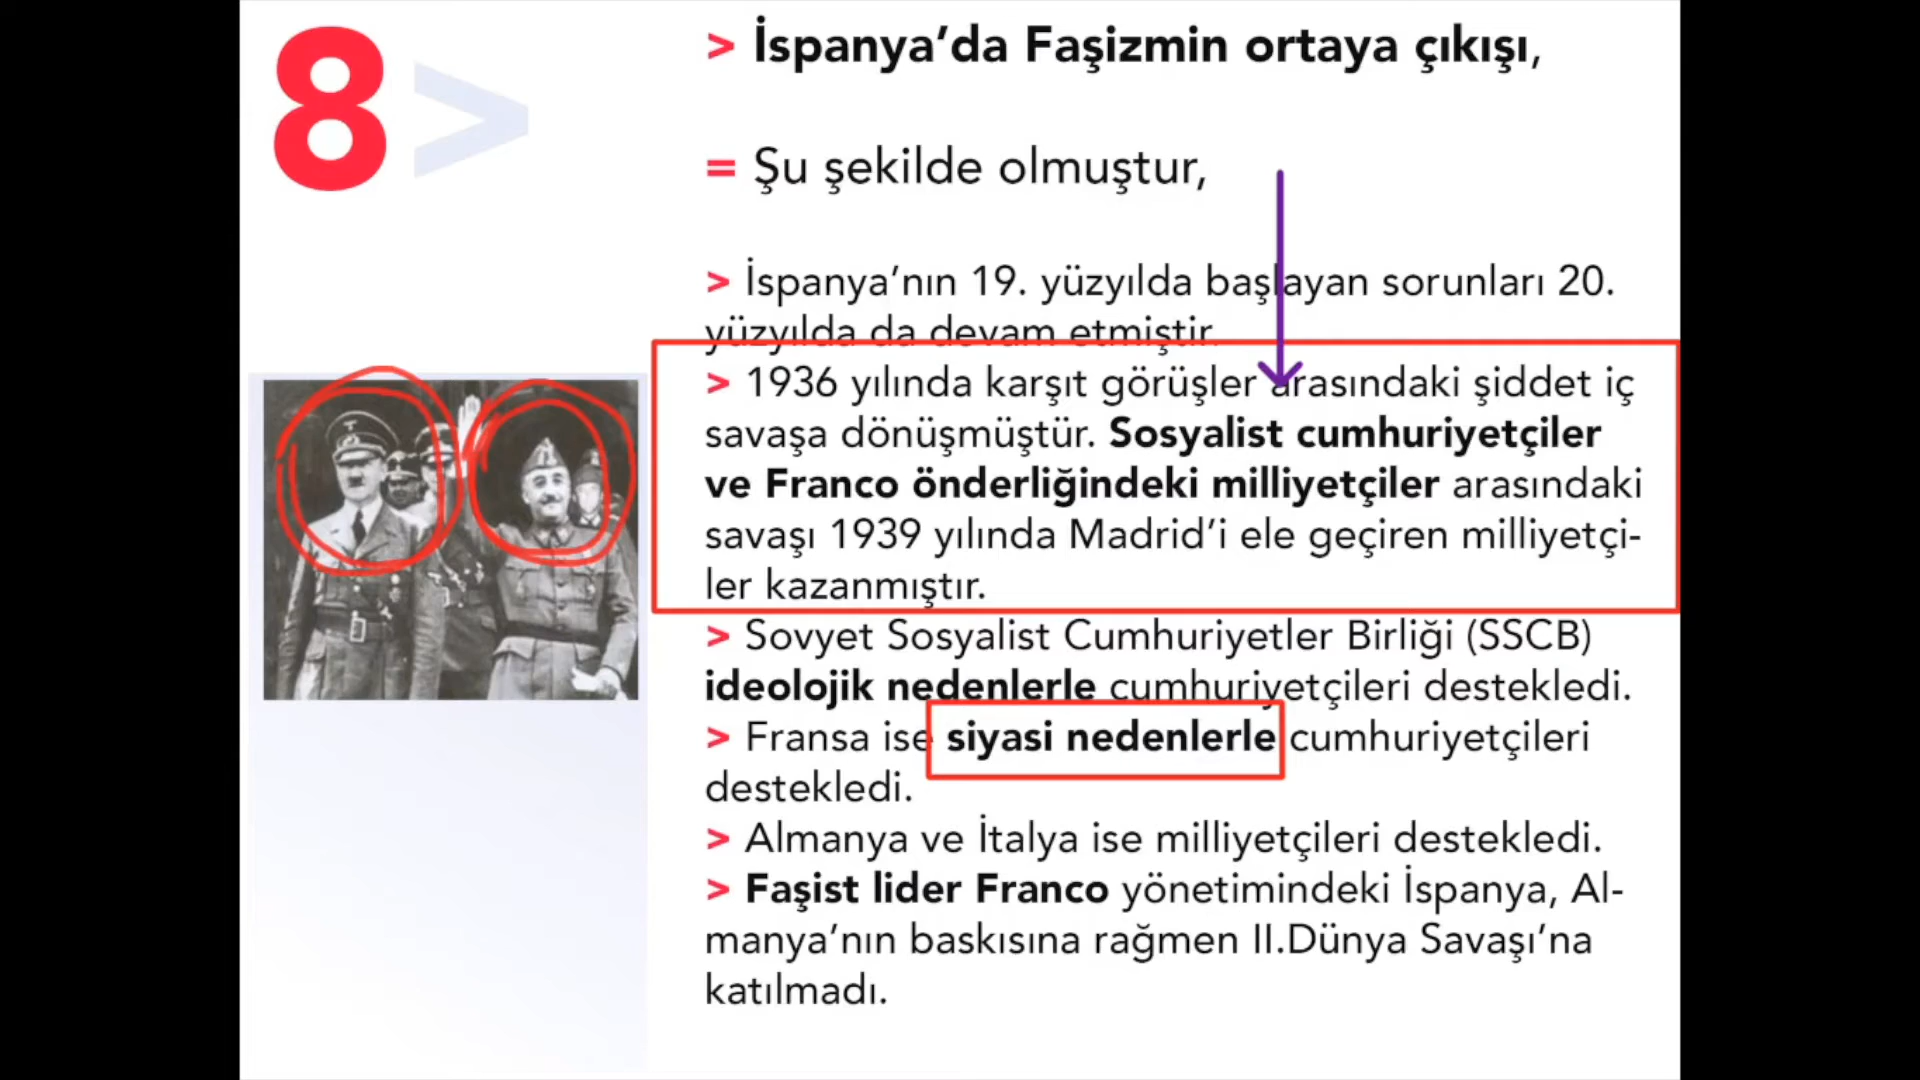 8>
> İspanya’da Faşizmin ortaya çıkışı,
= Şu şekilde olmuştur,
> İspanya’nın 19. yüzyılda başlayan sorunları 20.
yüzyılda da devam etmiştir.
> 1936 yılında karşıt görüşler arasındaki şiddet iç
savaşa dönüşmüştür. Sosyalist cumhuriyetçiler
ve Franco önderliğindeki milliyetçiler arasındaki
savaşı 1939 yılında Madrid’i ele geçiren milliyetçi-
ler kazanmıştır.
> Sovyet Sosyalist Cumhuriyetler Birliği (SSCB)
ideolojik nedenlerle cumhuriyetçileri destekledi.
> Fransa ise siyasi nedenlerle cumhuriyetçileri
destekledi.
> Almanya ve İtalya ise milliyetçileri destekledi.
> Faşist lider Franco yönetimindeki İspanya, Al-
manya’nın baskısına rağmen II.Dünya Savaşı’na
katılmadı.